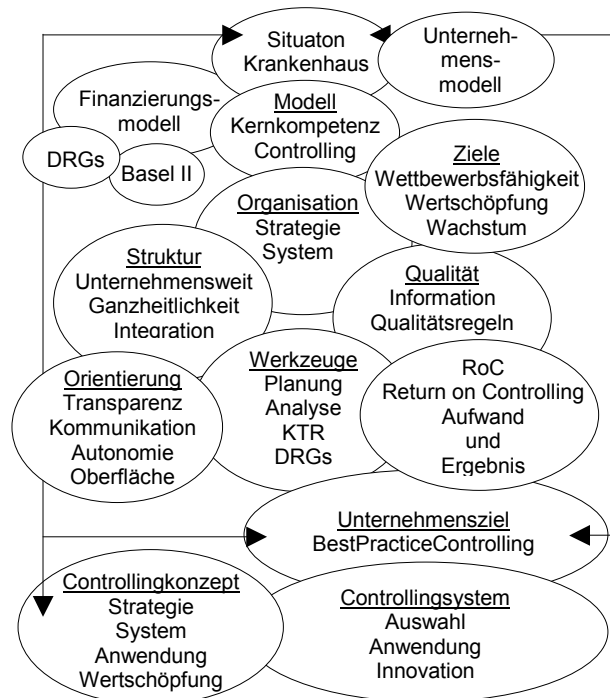 Situaton
Krankenhaus
Unterneh-
mens-
modell
Finanzierungs-
modell
DRGs
Basel II
Modell
Kernkompetenz
Controlling
Ziele
Wettbewerbsfähigkeit
Wertschöpfung
Wachstum
Organisation
Strategie
System
Struktur
Unternehmensweit
Ganzheitlichkeit
Integration
Qualität
Information
Qualitätsregeln
Orientierung
Transparenz
Kommunikation
Autonomie
Oberfläche
Werkzeuge
Planung
Analyse
KTR
DRGs
RoC
Return on Controlling
Aufwand
und
Ergebnis
Unternehmensziel
BestPracticeControlling
Controllingkonzept
Strategie
System
Anwendung
Wertschöpfung
Controllingsystem
Auswahl
Anwendung
Innovation